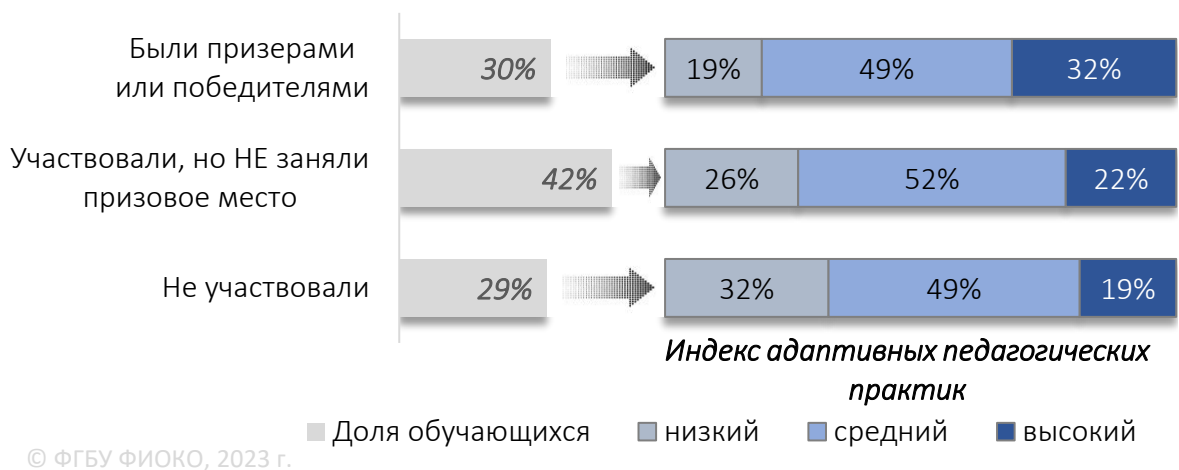 Были призерами
или победителями
30%
19%
49%
32%
Участвовали, но НЕ заняли
призовое место
42%
26%
52%
22%
Не участвовали
29%
32%
49%
19%
Индекс адаптивных педагогических
практик
Доля обучающихся
низкий
средний
высокий
© ФГБУ ФИОКО, 2023 г.